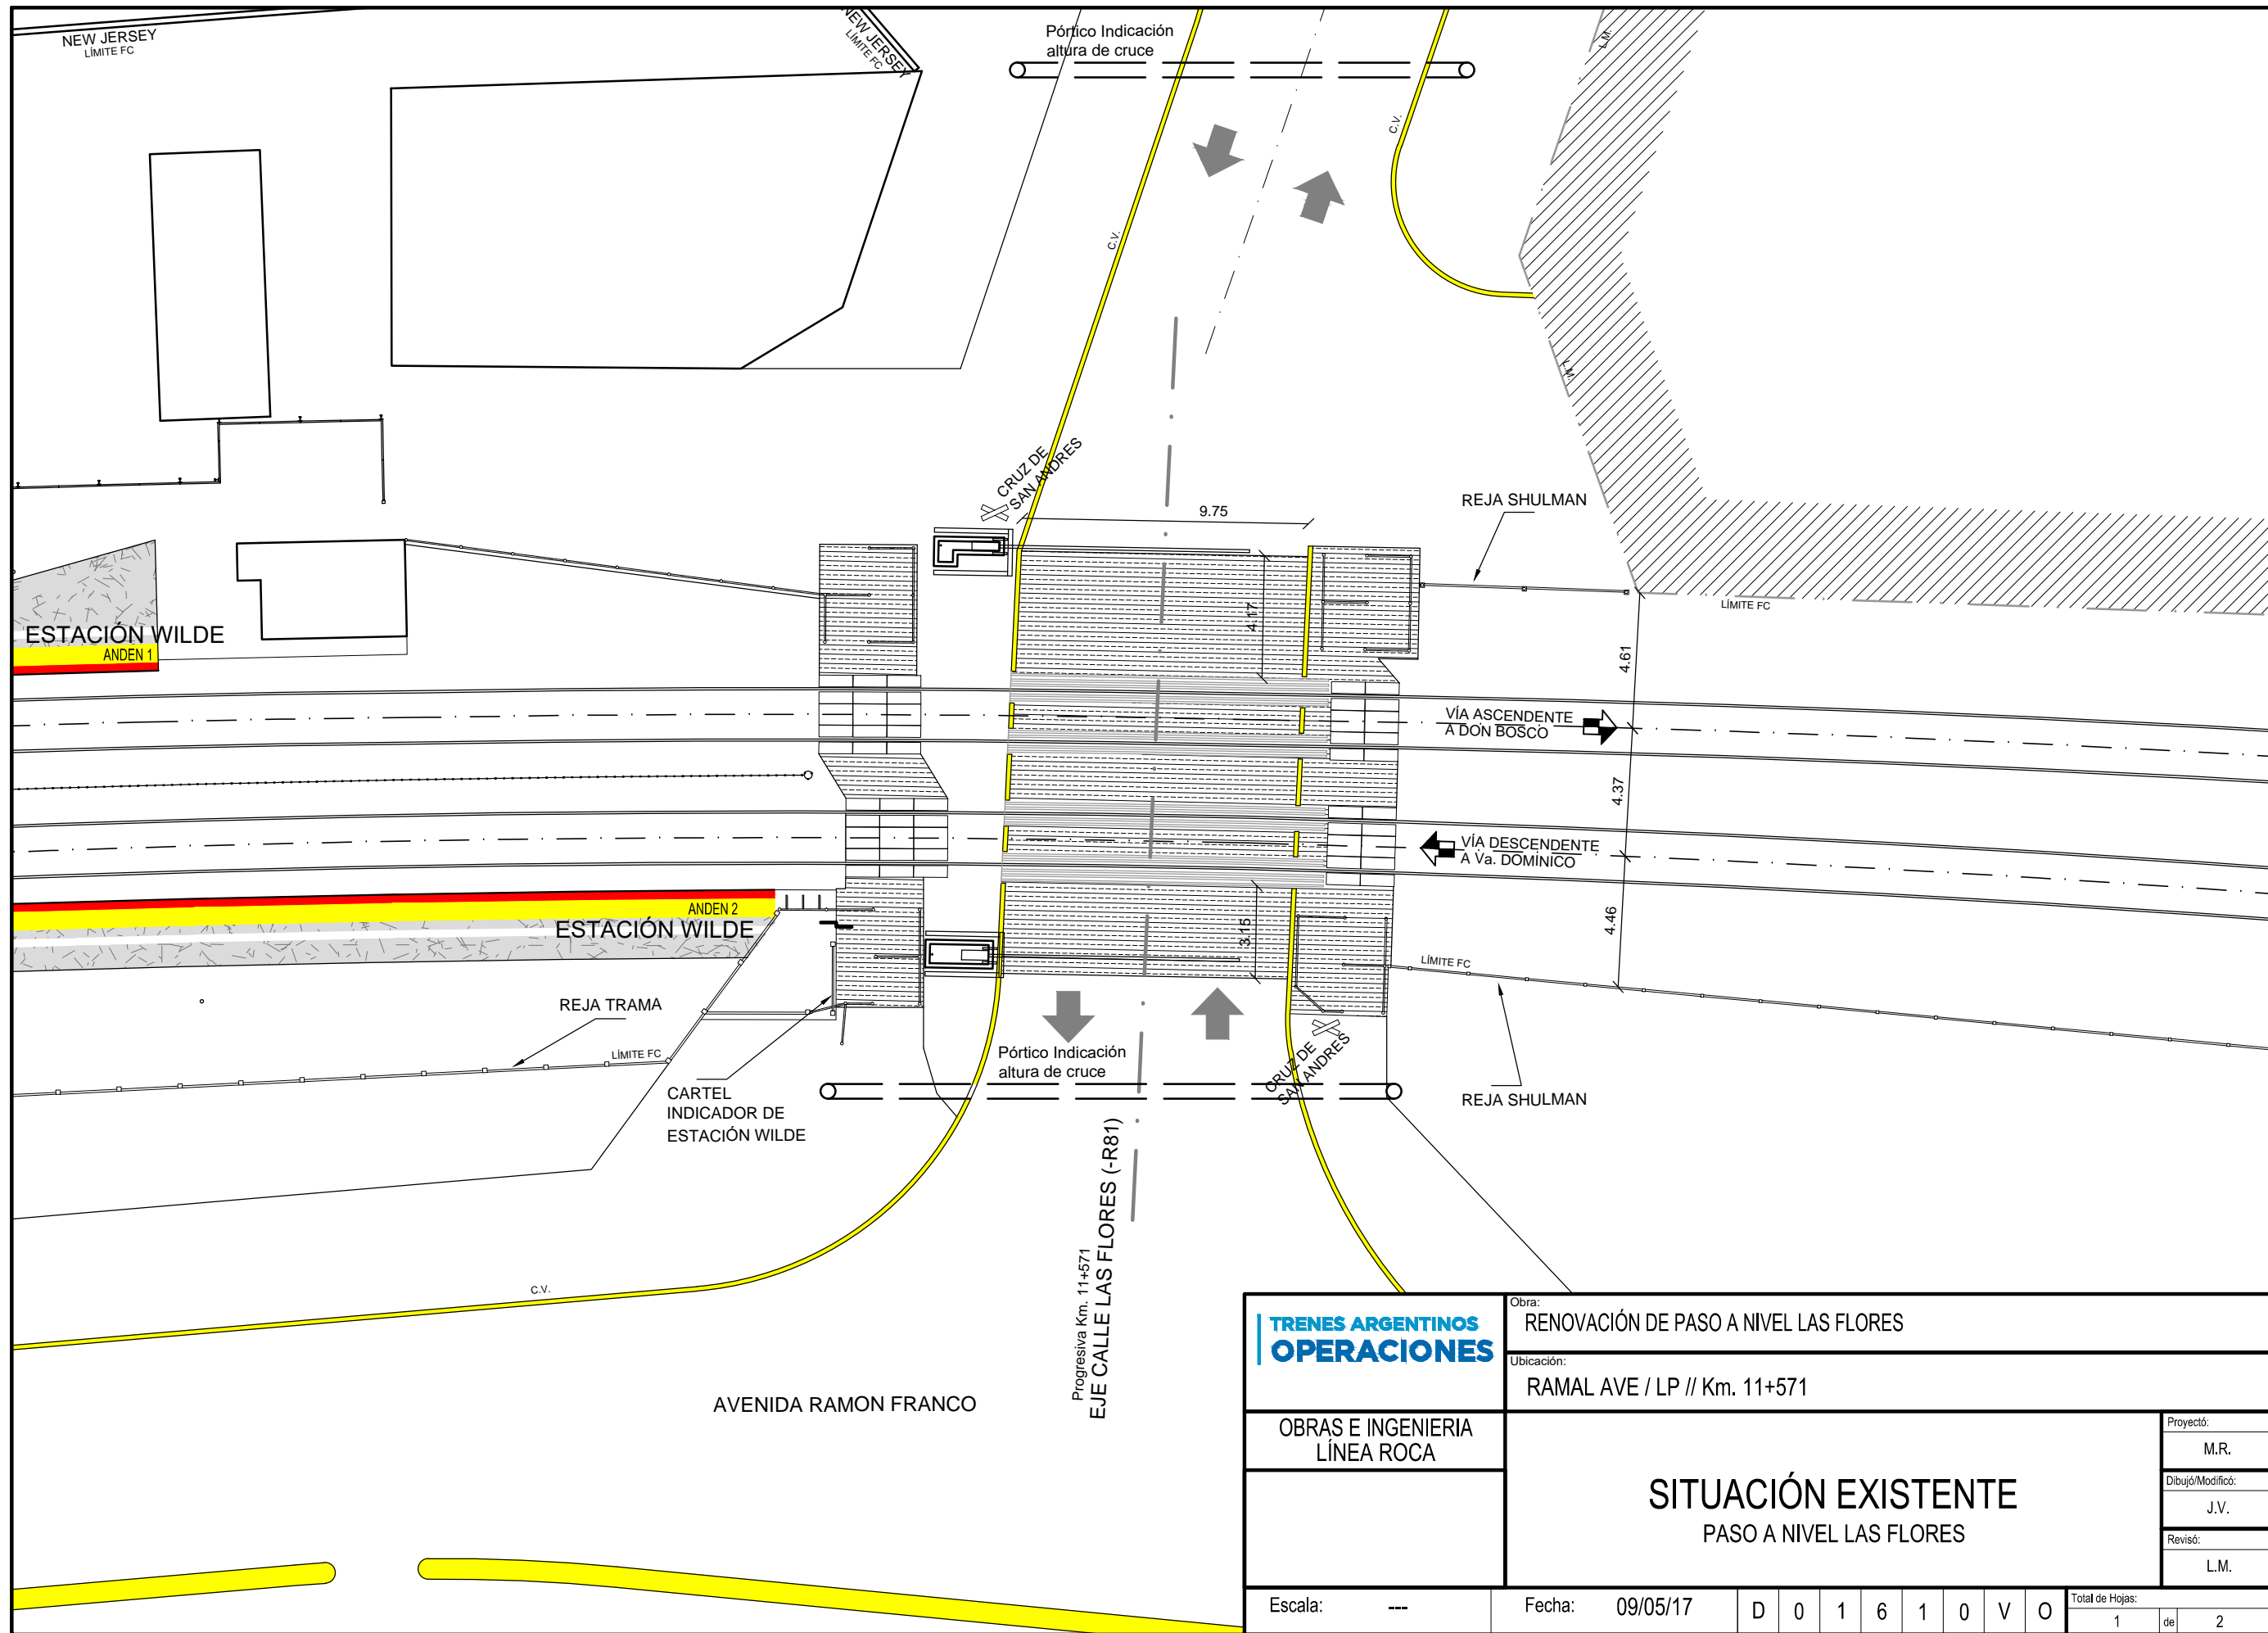 NEW JERSEY
LÍMITE FC
NEW JERSEY
LÍMITE FC
Pórtico Indicación
altura de cruce
C.V.
C.V.
L.M.
L.M.
CRUZ DE
SAN ANDRES
9.75
REJA SHULMAN
LÍMITE FC
4.17
4.61
ESTACIÓN WILDE
ANDEN 1
VÍA ASCENDENTE
A DON BOSCO
4.37
VÍA DESCENDENTE
A Va. DOMINICO
4.46
ANDEN 2
ESTACIÓN WILDE
3.15
LÍMITE FC
REJA TRAMA
LÍMITE FC
CARTEL
INDICADOR DE
ESTACIÓN WILDE
Pórtico Indicación
altura de cruce
CRUZ DE
SAN ANDRES
REJA SHULMAN
C.V.
Progresiva Km. 11+571
EJE CALLE LAS FLORES (-R81)
AVENIDA RAMON FRANCO
TRENES ARGENTINOS
OPERACIONES
Obra:
RENOVACIÓN DE PASO A NIVEL LAS FLORES
Ubicación:
RAMAL AVE / LP // Km. 11+571
OBRAS E INGENIERIA
LÍNEA ROCA
SITUACIÓN EXISTENTE
PASO A NIVEL LAS FLORES
Proyectó:
M.R.
Dibujó/Modificó:
J.V.
Revisó:
L.M.
Escala: ---
Fecha: 09/05/17
D 0 1 6 1 0 V O
Total de Hojas:
1 de 2